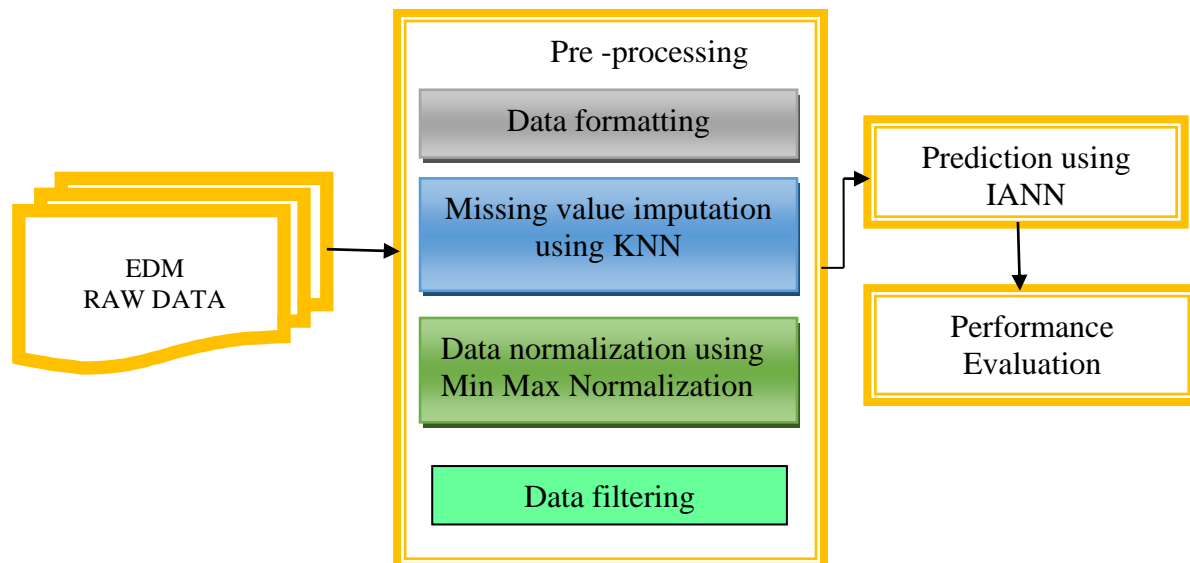 Pre -processing
Data formatting
Missing value imputation
using KNN
Data normalization using
Min Max Normalization
Data filtering
EDM
RAW DATA
Prediction using
IANN
Performance
Evaluation